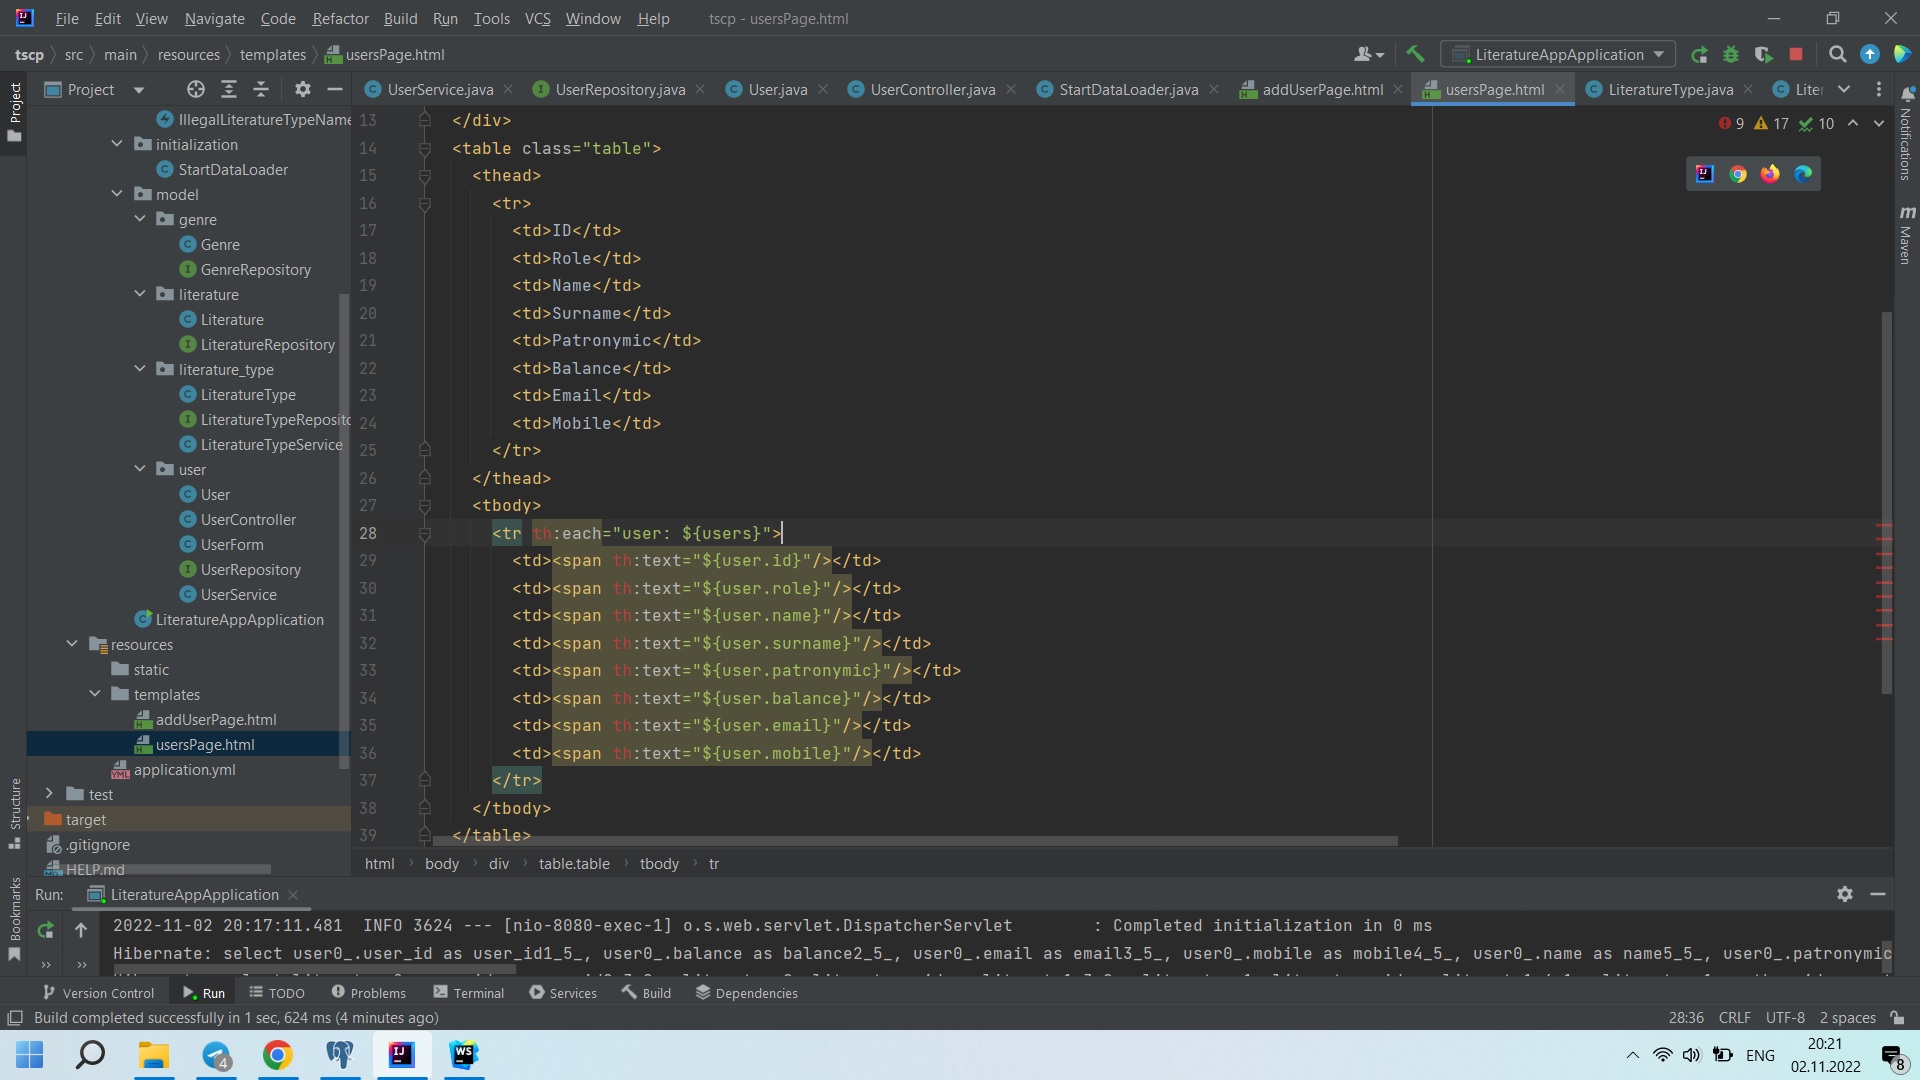 File Edit View Navigate Code Refactor Build Run Tools VCS Window Help tscp - usersPage.html
tscp src main resources templates usersPage.html LiteratureAppApplication
Project
UserService.java UserRepository.java User.java UserController.java StartDataLoader.java addUserPage.html usersPage.html LiteratureType.java Liter
Project
Structure
Bookmarks
IllegalLiteratureTypeName
initialization
StartDataLoader
model
genre
Genre
GenreRepository
literature
Literature
LiteratureRepository
literature_type
LiteratureType
LiteratureTypeReposito
LiteratureTypeService
user
User
UserController
UserForm
UserRepository
UserService
LiteratureAppApplication
resources
static
templates
addUserPage.html
usersPage.html
application.yml
test
target
.gitignore
HELP.md
9 17 10
Notifications
Maven
13 </div>
14 <table class="table">
15 <thead>
16 <tr>
17 <td>ID</td>
18 <td>Role</td>
19 <td>Name</td>
20 <td>Surname</td>
21 <td>Patronymic</td>
22 <td>Balance</td>
23 <td>Email</td>
24 <td>Mobile</td>
25 </tr>
26 </thead>
27 <tbody>
28 <tr th:each="user: ${users}">
29 <td><span th:text="${user.id}"/></td>
30 <td><span th:text="${user.role}"/></td>
31 <td><span th:text="${user.name}"/></td>
32 <td><span th:text="${user.surname}"/></td>
33 <td><span th:text="${user.patronymic}"/></td>
34 <td><span th:text="${user.balance}"/></td>
35 <td><span th:text="${user.email}"/></td>
36 <td><span th:text="${user.mobile}"/></td>
37 </tr>
38 </tbody>
39 </table>
html body div table.table tbody tr
Run: LiteratureAppApplication
2022-11-02 20:17:11.481 INFO 3624 --- [nio-8080-exec-1] o.s.web.servlet.DispatcherServlet : Completed initialization in 0 ms
Hibernate: select user0_.user_id as user_id1_5_, user0_.balance as balance2_5_, user0_.email as email3_5_, user0_.mobile as mobile4_5_, user0_.name as name5_5_, user0_.patronymic
Version Control Run TODO Problems Terminal Services Build Dependencies
Build completed successfully in 1 sec, 624 ms (4 minutes ago) 28:36 CRLF UTF-8 2 spaces
4 ENG 20:21
02.11.2022 8